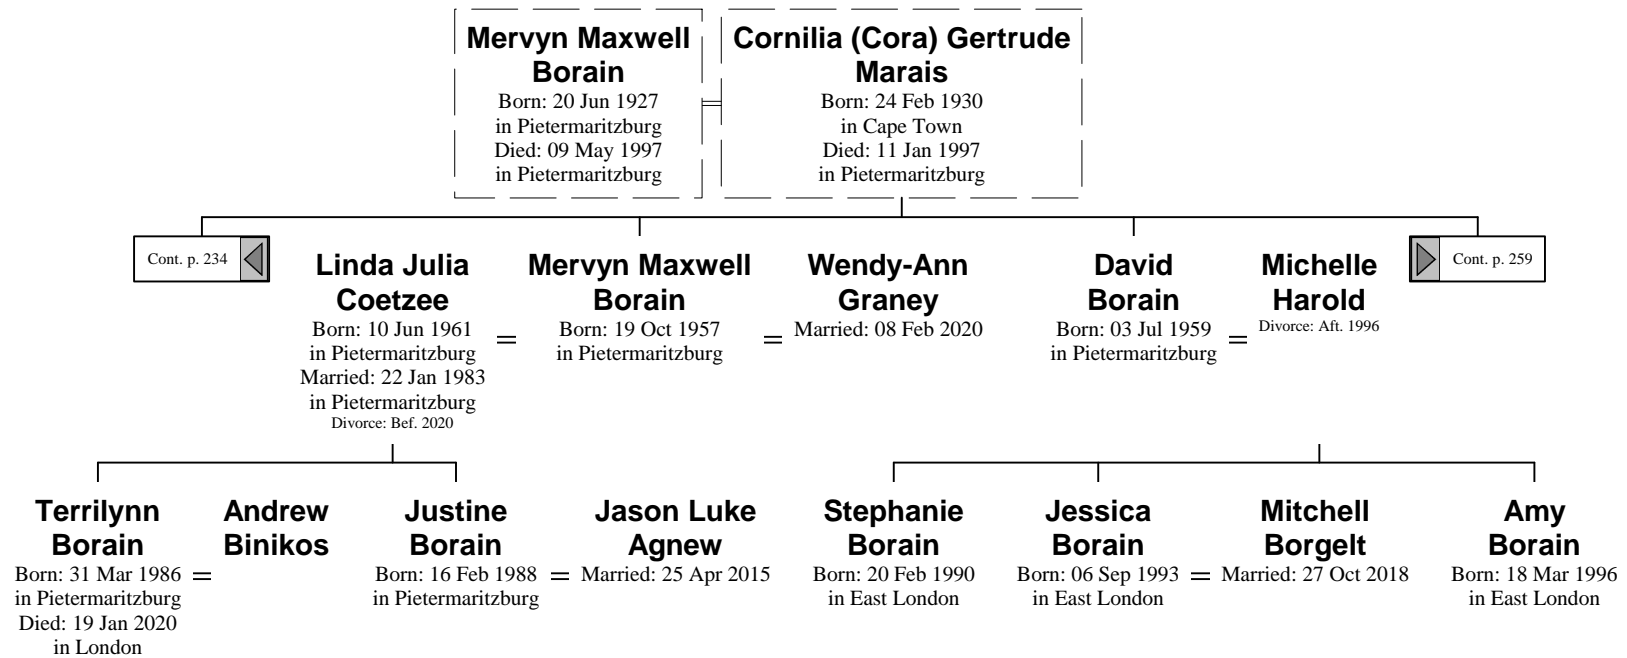 Mervyn Maxwell
Borain
Born: 20 Jun 1927
in Pietermaritzburg
Died: 09 May 1997
in Pietermaritzburg
Cornilia (Cora) Gertrude
Marais
Born: 24 Feb 1930
in Cape Town
Died: 11 Jan 1997
in Pietermaritzburg
Cont. p. 234
Linda Julia
Coetzee
Born: 10 Jun 1961
in Pietermaritzburg
Married: 22 Jan 1983
in Pietermaritzburg
Divorce: Bef. 2020
=
Mervyn Maxwell
Borain
Born: 19 Oct 1957
in Pietermaritzburg
=
Wendy-Ann
Graney
Married: 08 Feb 2020
David
Borain
Born: 03 Jul 1959
in Pietermaritzburg
=
Michelle
Harold
Divorce: Aft. 1996
Cont. p. 259
Terrilynn
Borain
Born: 31 Mar 1986
in Pietermaritzburg
Died: 19 Jan 2020
in London
=
Andrew
Binikos
Justine
Borain
Born: 16 Feb 1988
in Pietermaritzburg
=
Jason Luke
Agnew
Married: 25 Apr 2015
Stephanie
Borain
Born: 20 Feb 1990
in East London
Jessica
Borain
Born: 06 Sep 1993
in East London
=
Mitchell
Borgelt
Married: 27 Oct 2018
Amy
Borain
Born: 18 Mar 1996
in East London